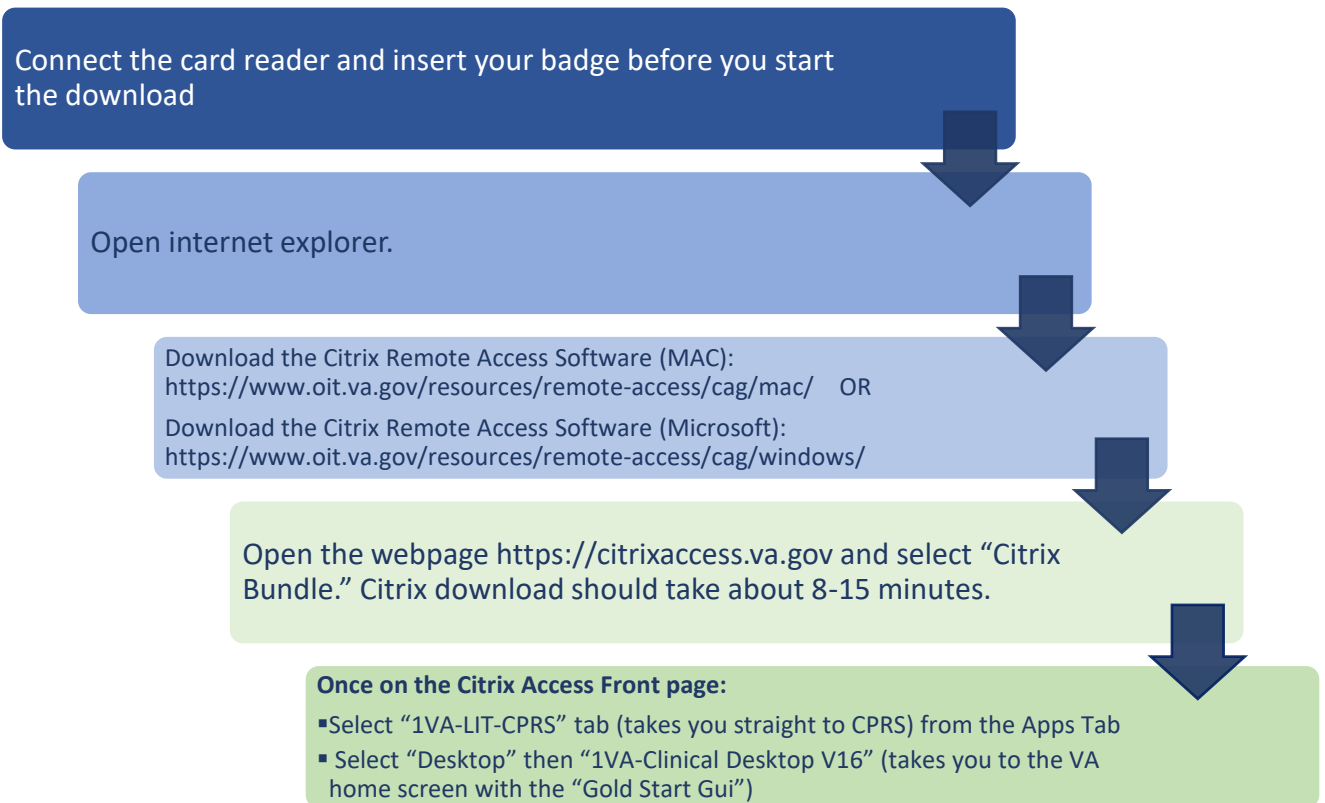 Connect the card reader and insert your badge before you start
the download
Open internet explorer.
Download the Citrix Remote Access Software (MAC):
https://www.oit.va.gov/resources/remote-access/cag/mac/    OR
Download the Citrix Remote Access Software (Microsoft):
https://www.oit.va.gov/resources/remote-access/cag/windows/
Open the webpage https://citrixaccess.va.gov and select “Citrix
Bundle.” Citrix download should take about 8-15 minutes.
Once on the Citrix Access Front page:
▪Select “1VA-LIT-CPRS” tab (takes you straight to CPRS) from the Apps Tab
▪ Select “Desktop” then “1VA-Clinical Desktop V16” (takes you to the VA
home screen with the “Gold Start Gui”)